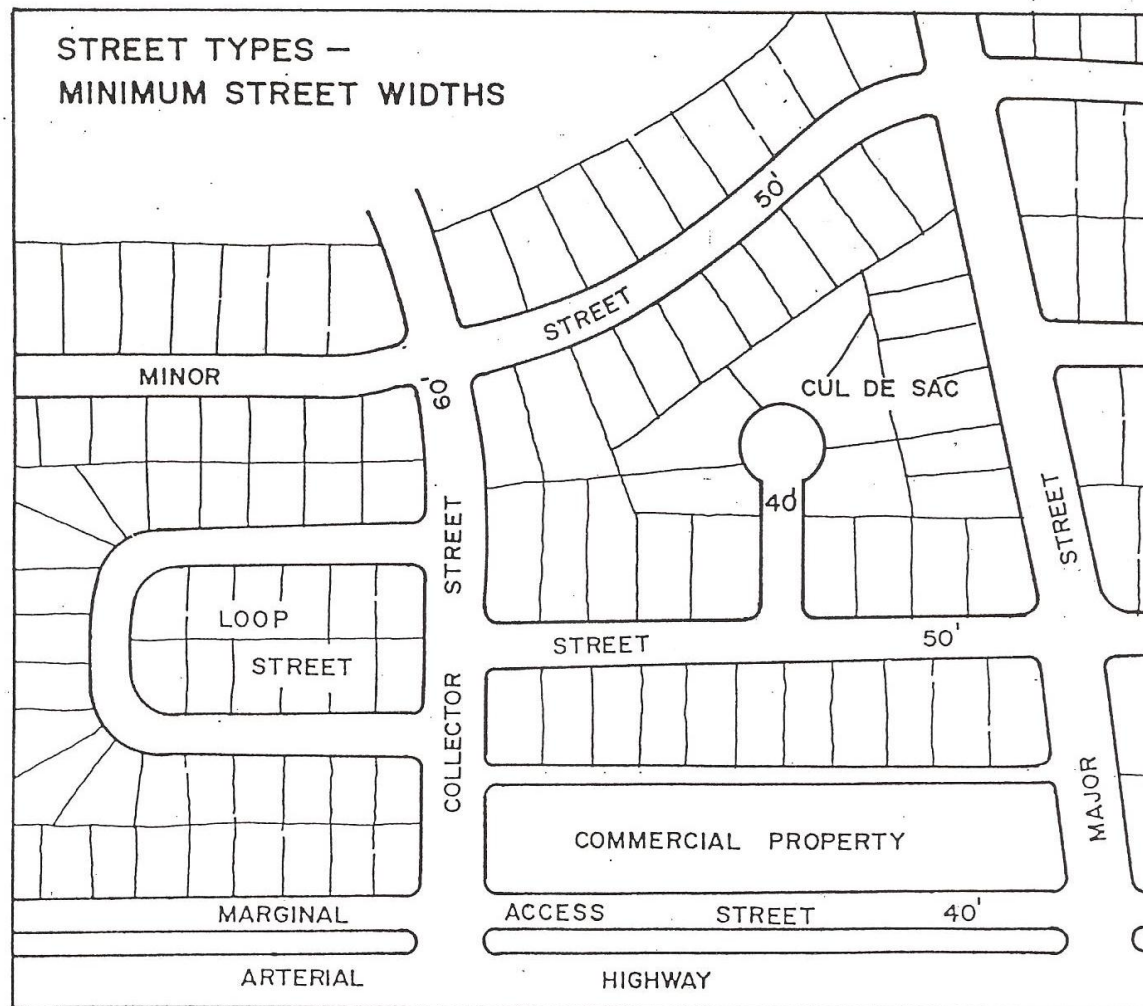 STREET TYPES –
MINIMUM STREET WIDTHS
50'
STREET
MINOR
60'
CUL DE SAC
40'
STREET
STREET
LOOP
STREET
STREET
50'
COLLECTOR
MAJOR
COMMERCIAL PROPERTY
MARGINAL ACCESS STREET 40'
ARTERIAL HIGHWAY